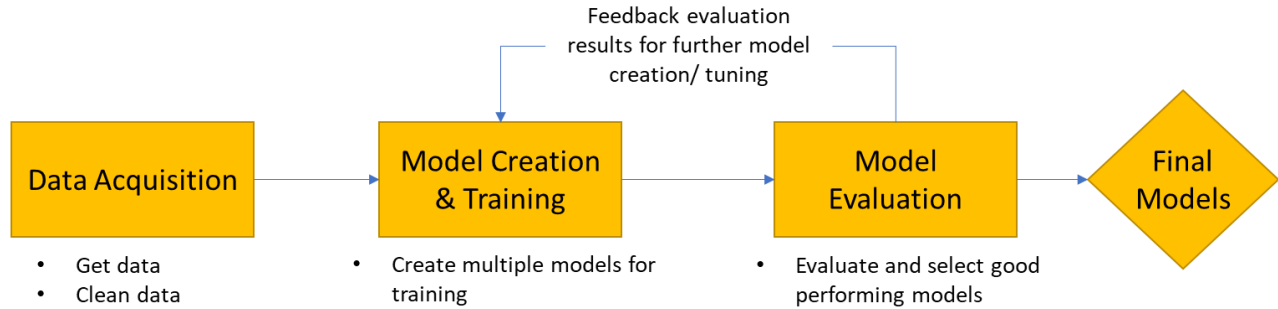 Feedback evaluation
results for further model
creation/ tuning
Data Acquisition
Model Creation
& Training
Model
Evaluation
Final
Models
• Get data
• Clean data
• Create multiple models for
training
• Evaluate and select good
performing models